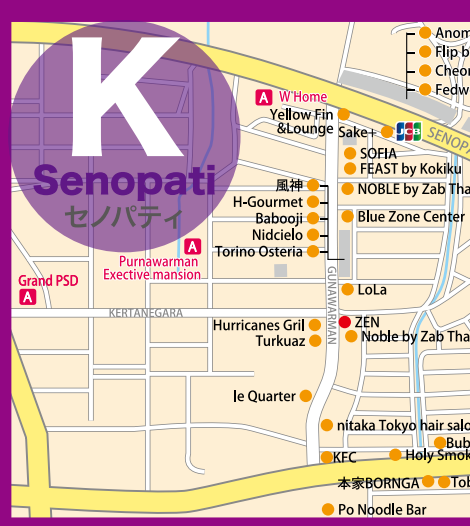 K
Senopati
セノパティ
Anom
Flip b
Cheor
Fedw
A W'Home
Yellow Fin
&Lounge
Sake+
JCB
SENOPA
SOFIA
FEAST by Kokiku
風神
NOBLE by Zab Tha
H-Gourmet
Babooji
Blue Zone Center
Nidcielo
Torino Osteria
A
Purnawarman
Exective mansion
Grand PSD
A
GUNAWARMAN
LoLa
KERTANEGARA
Hurricanes Gril
ZEN
Turkuaz
Noble by Zab Tha
le Quarter
nitaka Tokyo hair salo
Bub
KFC
Holy Smok
本家BORNGA
Tob
Po Noodle Bar